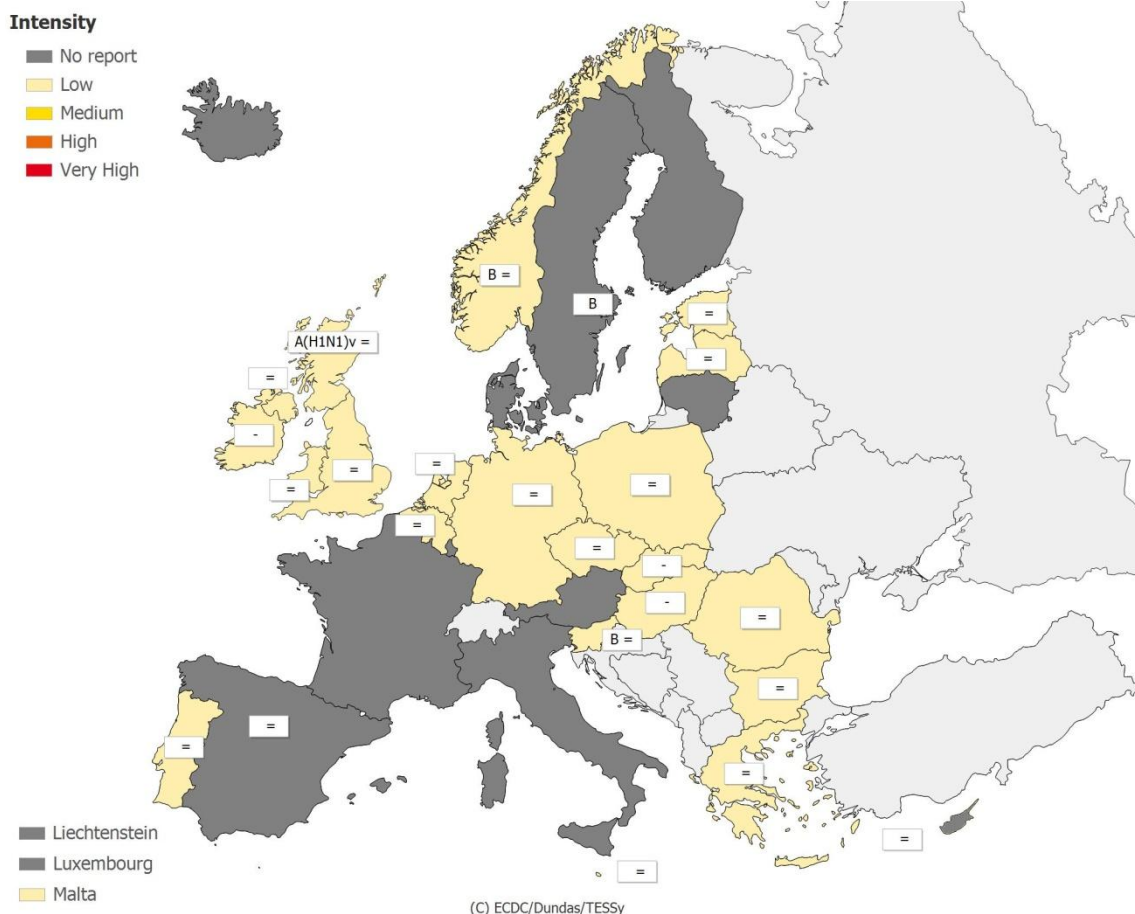 Intensity
No report
Low
Medium
High
Very High
B =
B
=
A(H1N1)v =
=
=
-
=
=
=
=
=
=
=
-
-
B =
=
=
=
=
=
=
=
Liechtenstein
Luxembourg
Malta
(C) ECDC/Dundas/TESSy